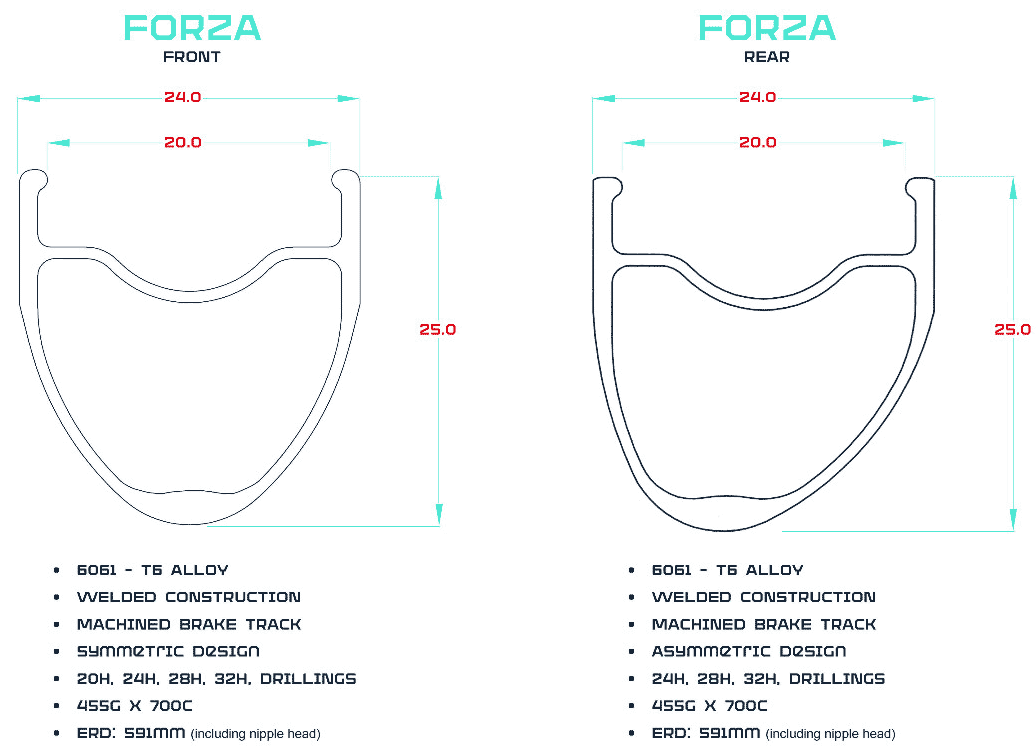 FORZA
FRONT
24.0
20.0
25.0
• 6061 - T6 ALLOY
• WELDED CONSTRUCTION
• MACHINED BRAKE TRACK
• SYMMETRIC DESIGN
• 20H, 24H, 28H, 32H, DRILLINGS
• 455G X 700C
• ERD: 591MM (including nipple head)
FORZA
REAR
24.0
20.0
25.0
• 6061 - T6 ALLOY
• WELDED CONSTRUCTION
• MACHINED BRAKE TRACK
• ASYMMETRIC DESIGN
• 24H, 28H, 32H, DRILLINGS
• 455G X 700C
• ERD: 591MM (including nipple head)